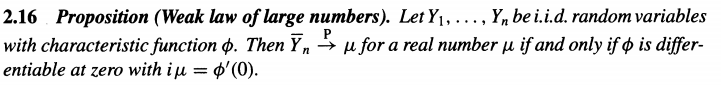 2.16 Proposition (Weak law of large numbers). Let Y₁, . . . , Yₙ be i.i.d. random variables
with characteristic function ϕ. Then Y̅ₙ →ᴾ μ for a real number μ if and only if ϕ is differ-
entiable at zero with iμ = ϕ′(0).